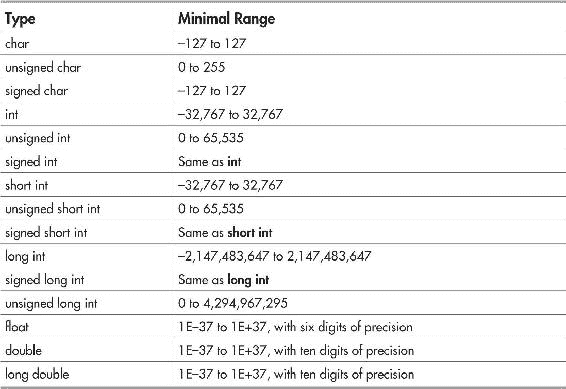 Type Minimal Range
char –127 to 127
unsigned char 0 to 255
signed char –127 to 127
int –32,767 to 32,767
unsigned int 0 to 65,535
signed int Same as int
short int –32,767 to 32,767
unsigned short int 0 to 65,535
signed short int Same as short int
long int –2,147,483,647 to 2,147,483,647
signed long int Same as long int
unsigned long int 0 to 4,294,967,295
float 1E–37 to 1E+37, with six digits of precision
double 1E–37 to 1E+37, with ten digits of precision
long double 1E–37 to 1E+37, with ten digits of precision